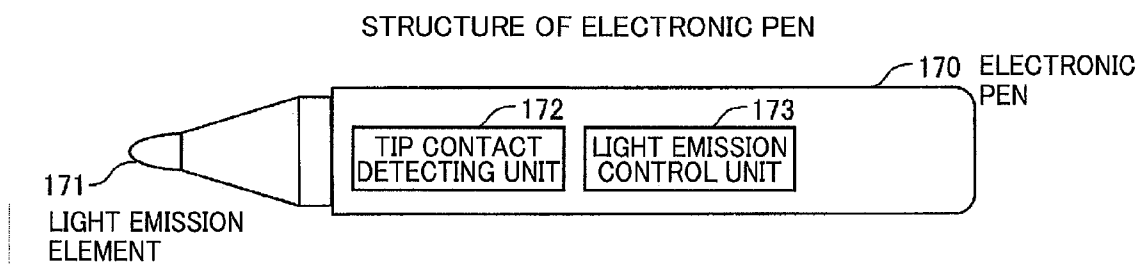 STRUCTURE OF ELECTRONIC PEN
170 ELECTRONIC
PEN
172
173
TIP CONTACT
DETECTING UNIT
LIGHT EMISSION
CONTROL UNIT
171
LIGHT EMISSION
ELEMENT